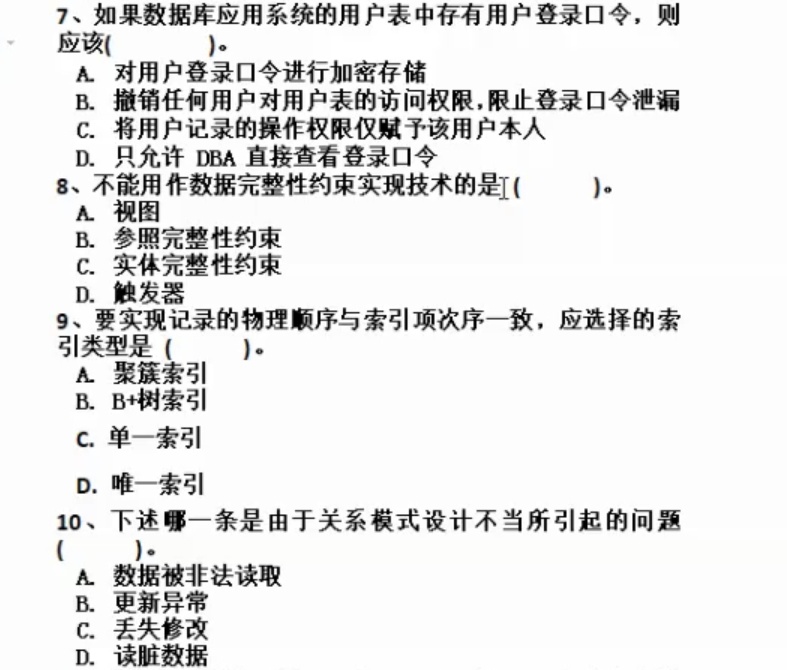 7、如果数据库应用系统的用户表中存有用户登录口令，则
应该(        )。
A. 对用户登录口令进行加密存储
B. 撤销任何用户对用户表的访问权限,限止登录口令泄漏
C. 将用户记录的操作权限仅赋予该用户本人
D. 只允许 DBA 直接查看登录口令
8、不能用作数据完整性约束实现技术的是(        )。
A. 视图
B. 参照完整性约束
C. 实体完整性约束
D. 触发器
9、要实现记录的物理顺序与索引项次序一致，应选择的索
引类型是 (        )。
A. 聚簇索引
B. B+树索引
C. 单一索引
D. 唯一索引
10、下述哪一条是由于关系模式设计不当所引起的问题
(        )。
A. 数据被非法读取
B. 更新异常
C. 丢失修改
D. 读脏数据